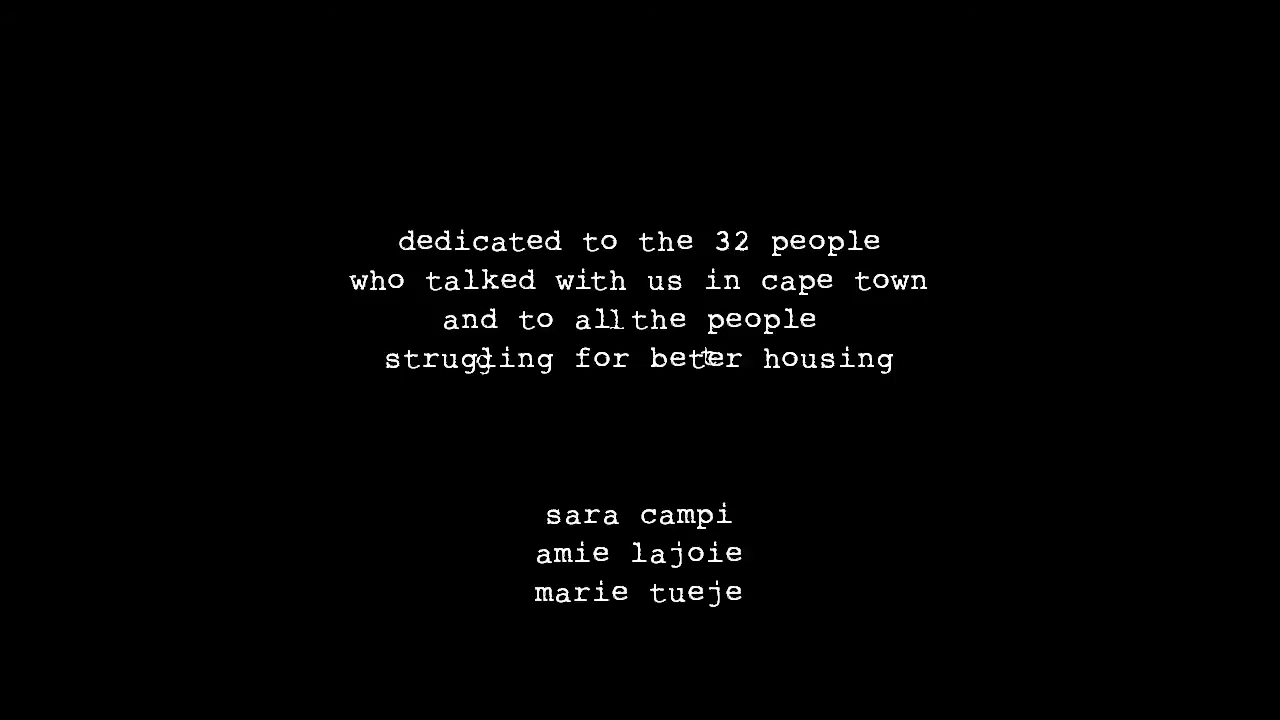 dedicated to the 32 people
who talked with us in cape town
and to all the people
struggling for better housing
sara campi
amie lajoie
marie tueje